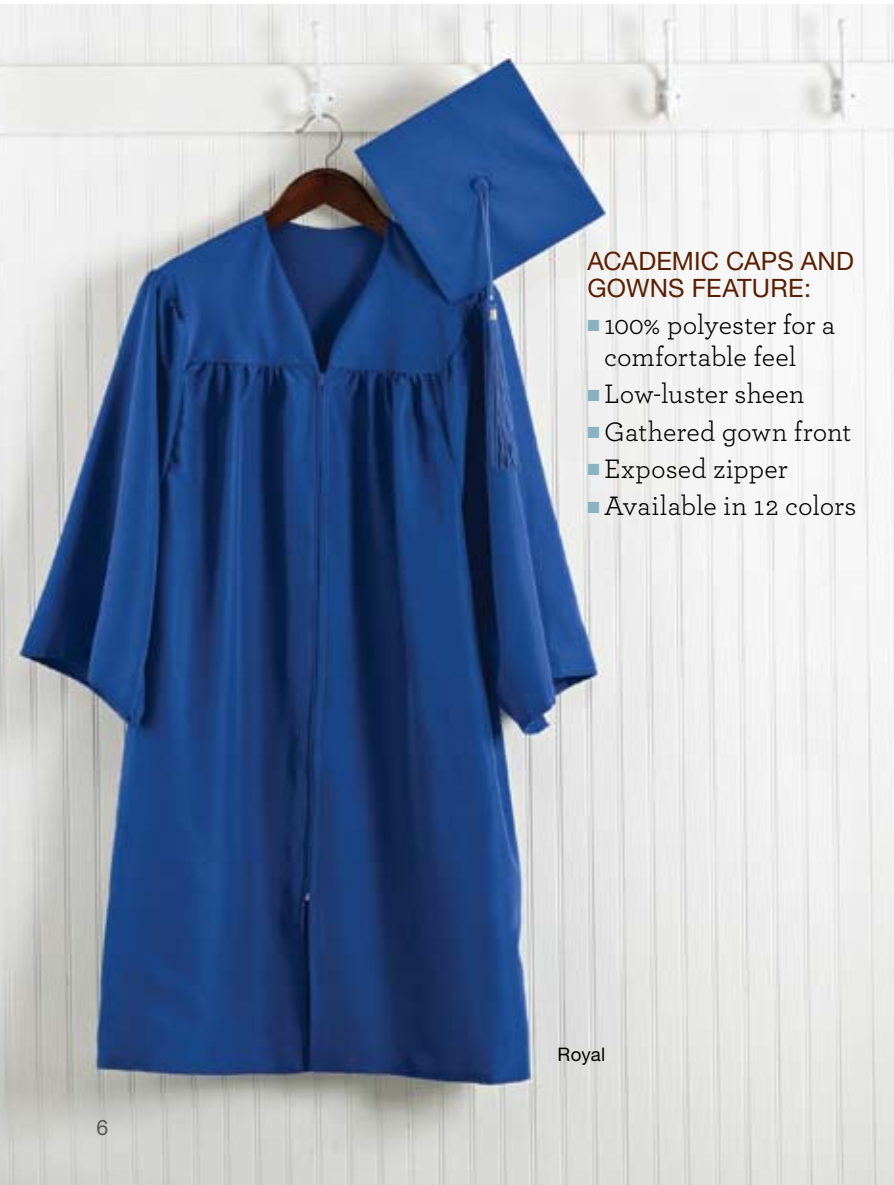 ACADEMIC CAPS AND
GOWNS FEATURE:
100% polyester for a
comfortable feel
Low-luster sheen
Gathered gown front
Exposed zipper
Available in 12 colors
Royal
6